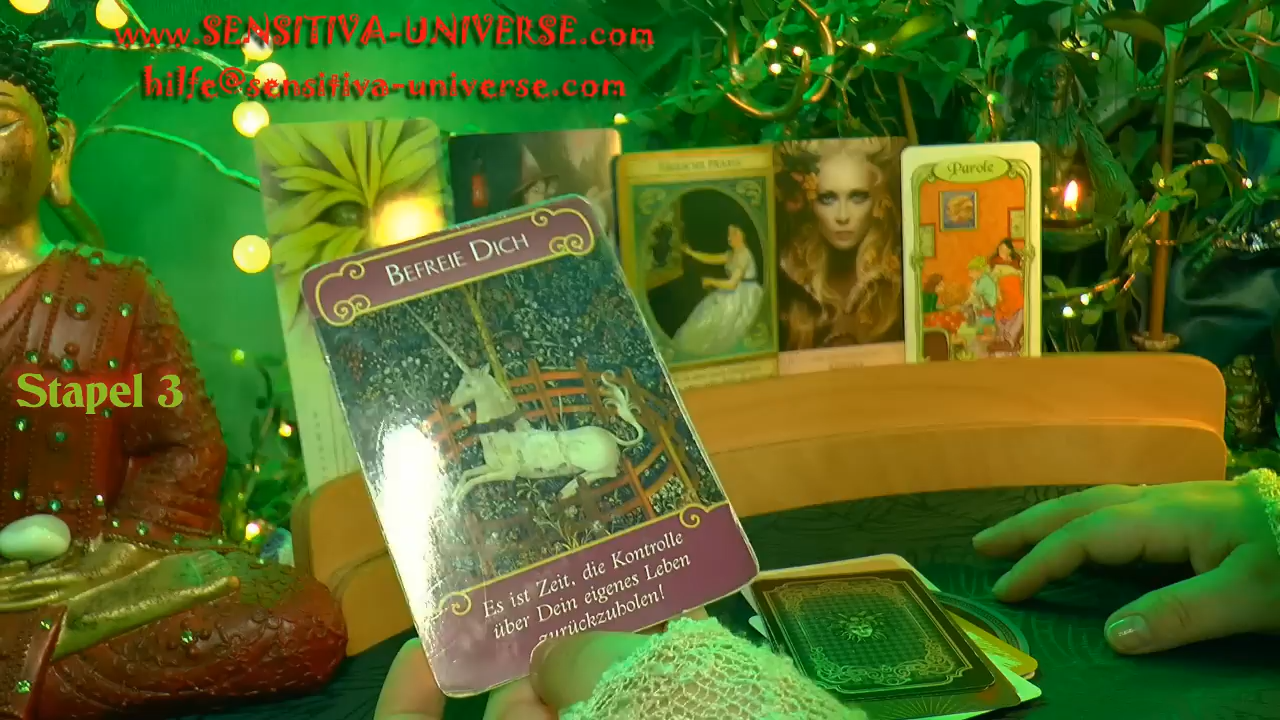 www.SENSITIVA-UNIVERSE.com
hilfe@sensitiva-universe.com
Parole
BEFREIE DICH
Stapel 3
Es ist Zeit, die Kontrolle
über Dein eigenes Leben
zurückzuholen!